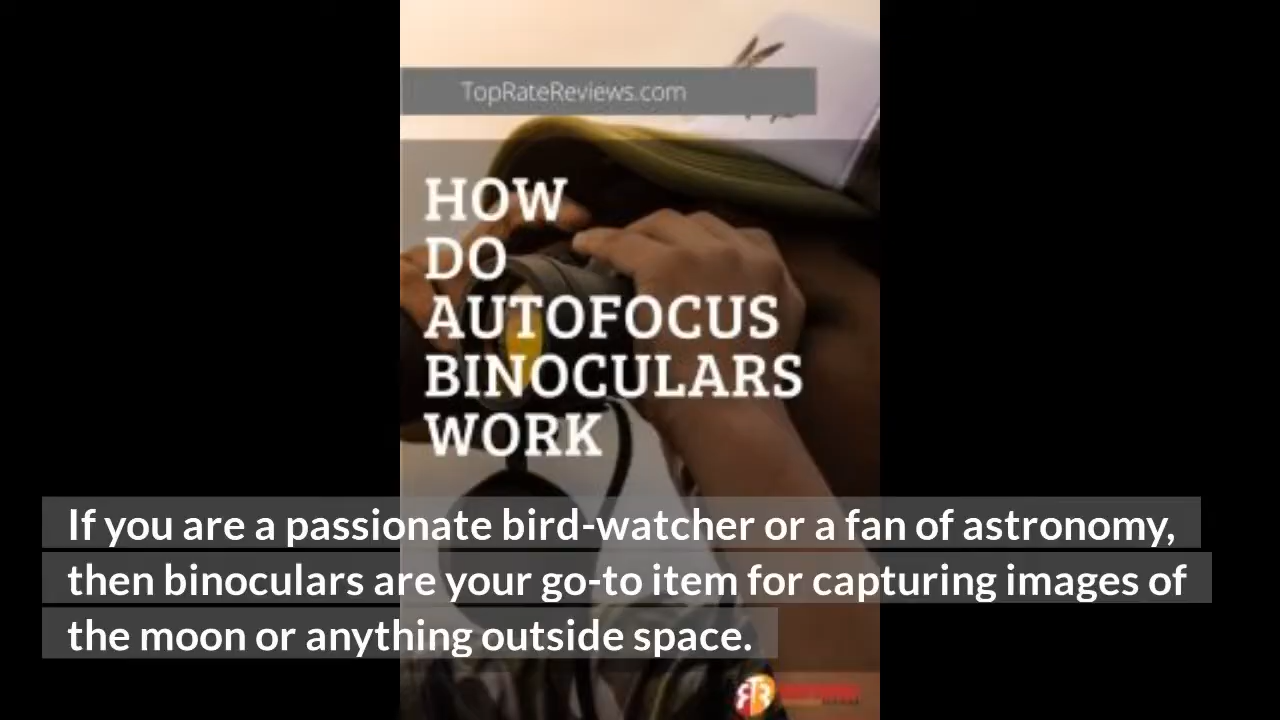 TopRateReviews.com
HOW
DO
AUTOFOCUS
BINOCULARS
WORK
If you are a passionate bird-watcher or a fan of astronomy,
then binoculars are your go-to item for capturing images of
the moon or anything outside space.